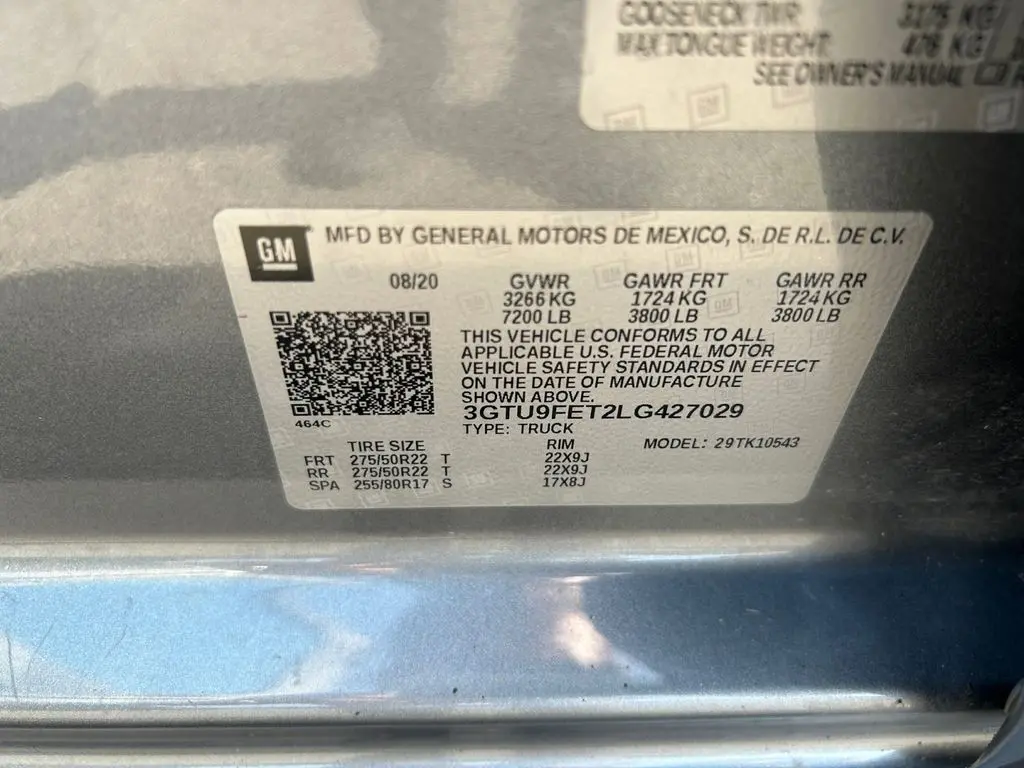 GOOSENECK TWR 3175 KG
MAX TONGUE WEIGHT 476 KG
SEE OWNER'S MANUAL
GM
MFD BY GENERAL MOTORS DE MEXICO, S. DE R.L. DE C.V.
08/20 GVWR GAWR FRT GAWR RR
3266 KG 1724 KG 1724 KG
7200 LB 3800 LB 3800 LB
THIS VEHICLE CONFORMS TO ALL
APPLICABLE U.S. FEDERAL MOTOR
VEHICLE SAFETY STANDARDS IN EFFECT
ON THE DATE OF MANUFACTURE
SHOWN ABOVE.
3GTU9FET2LG427029
464C
TYPE: TRUCK
TIRE SIZE RIM MODEL: 29TK10543
FRT 275/50R22 T 22X9J
RR 275/50R22 T 22X9J
SPA 255/80R17 S 17X8J